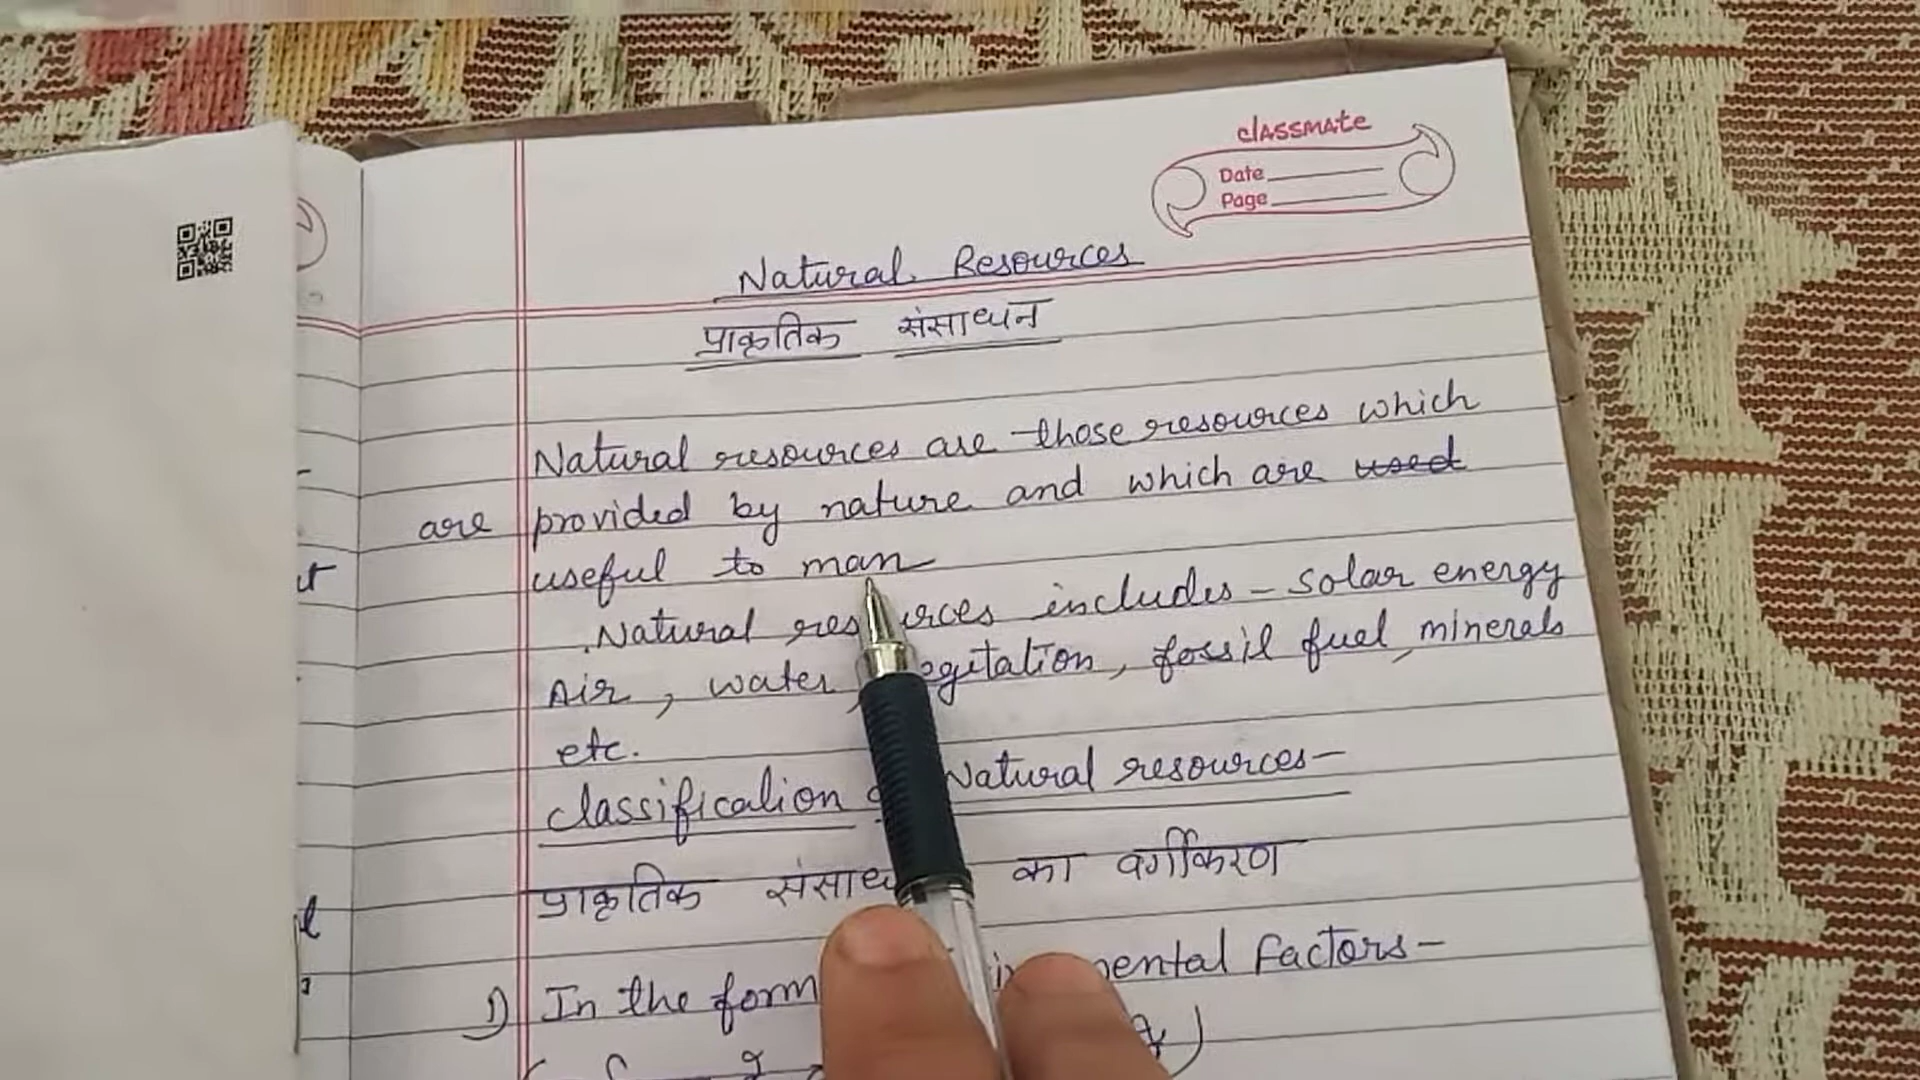 classmate
Date
Page
Natural Resources
प्राकृतिक संसाधन
Natural resources are those resources which
are provided by nature and which are used
useful to man
Natural resources includes - Solar energy
Air, water, fossil fuel, minerals
etc.
classification Natural resources-
प्राकृतिक का वर्गीकरण
1) In the form Factors-